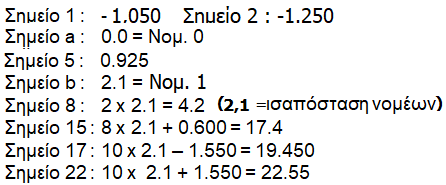 Σημείο 1 : - 1.050 Σημείο 2 : -1.250
Σημείο a : 0.0 = Νομ. 0
Σημείο 5 : 0.925
Σημείο b : 2.1 = Νομ. 1
Σημείο 8 : 2 x 2.1 = 4.2 (2,1 =ισαπόσταση νομέων)
Σημείο 15 : 8 x 2.1 + 0.600 = 17.4
Σημείο 17 : 10 x 2.1 – 1.550 = 19.450
Σημείο 22 : 10 x 2.1 + 1.550 = 22.55